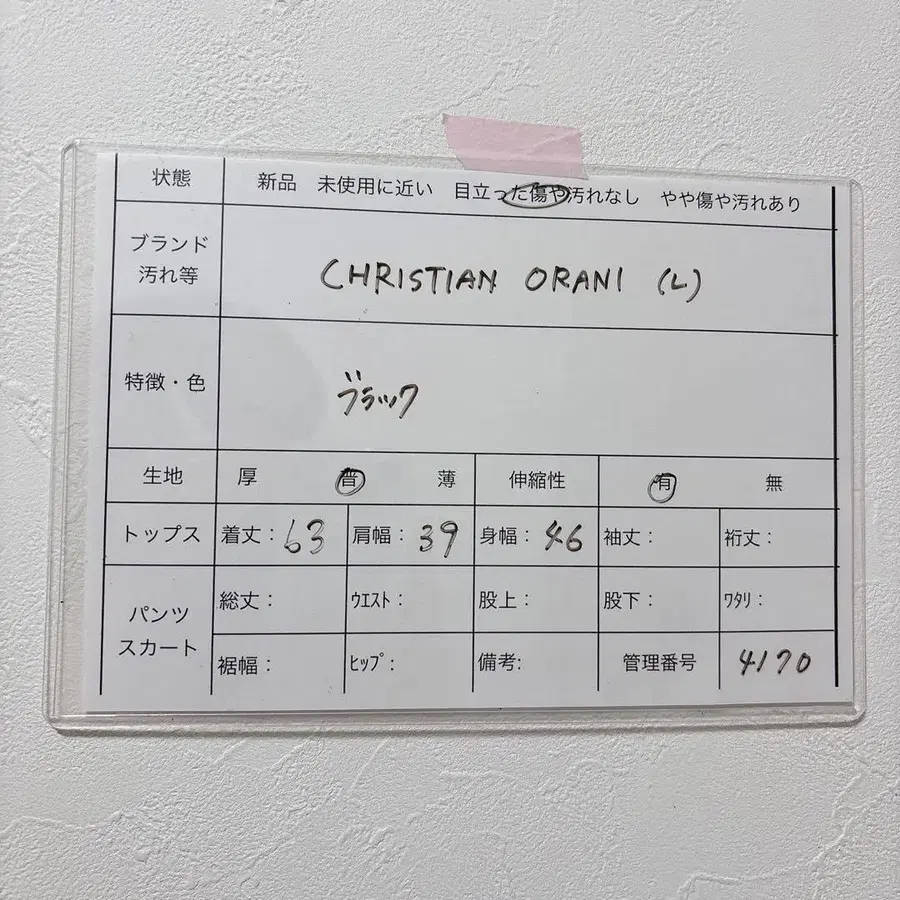 状態 新品 未使用に近い 目立った傷や汚れなし やや傷や汚れあり
ブランド
汚れ等
CHRISTIAN ORANI (L)
特徴・色 ブラック
生地 厚 普 薄 伸縮性 有 無
トップス 着丈：63 肩幅：39 身幅：46 袖丈： 裄丈：
パンツ
スカート
総丈： ｳｴｽﾄ： 股上： 股下： ﾜﾀﾘ：
裾幅： ﾋｯﾌﾟ： 備考: 管理番号 4170